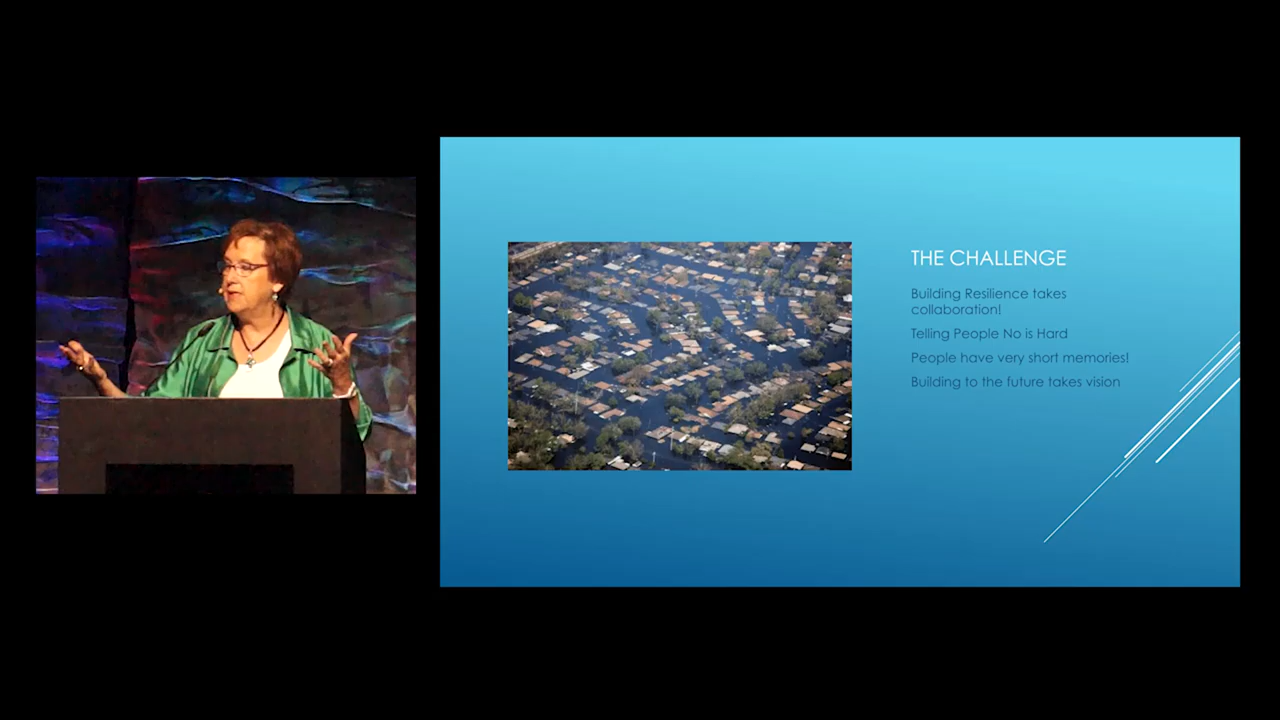 THE CHALLENGE
Building Resilience takes
collaboration!
Telling People No is Hard
People have very short memories!
Building to the future takes vision